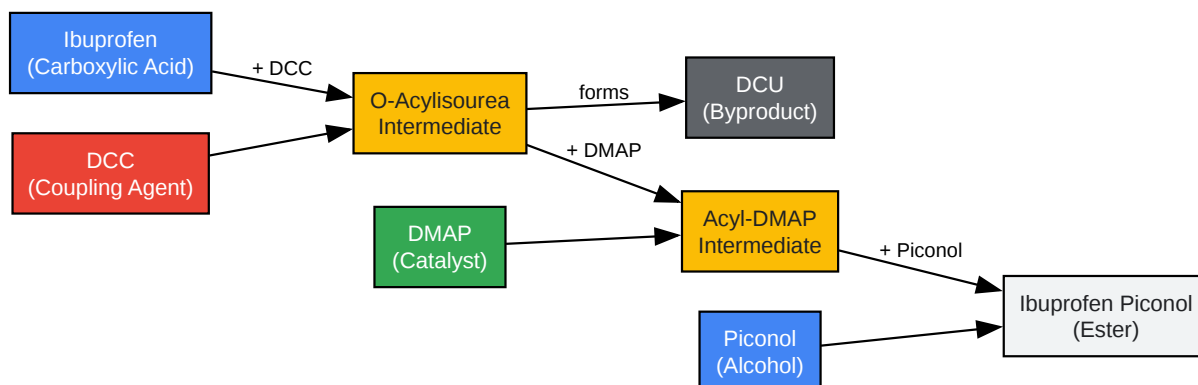 Ibuprofen
(Carboxylic Acid)
+ DCC
DCC
(Coupling Agent)
O-Acylisourea
Intermediate
forms
DCU
(Byproduct)
+ DMAP
DMAP
(Catalyst)
Acyl-DMAP
Intermediate
+ Piconol
Piconol
(Alcohol)
Ibuprofen Piconol
(Ester)